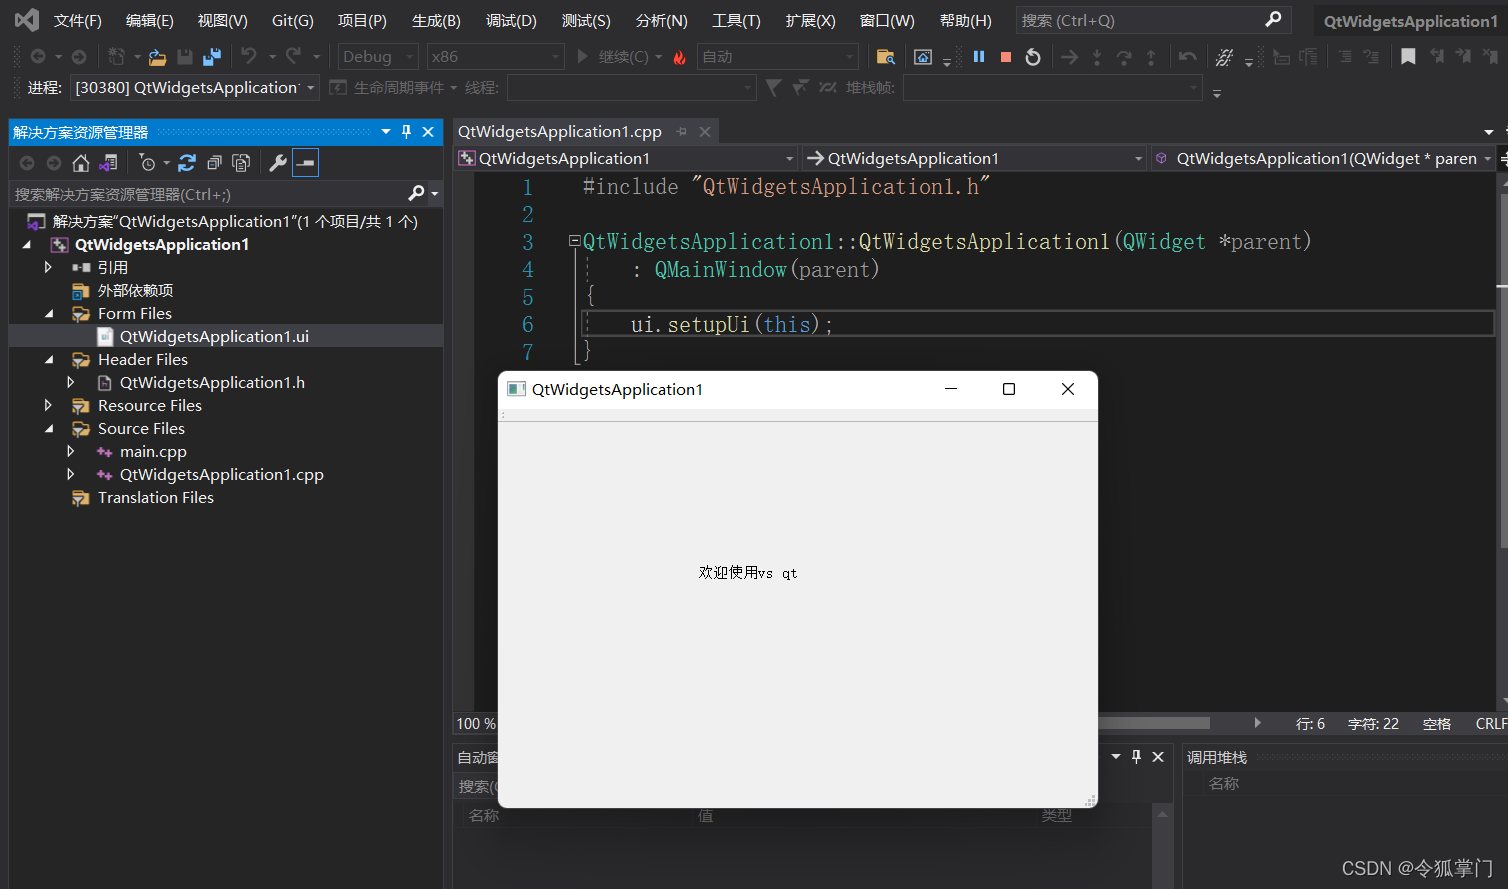 文件(F) 编辑(E) 视图(V) Git(G) 项目(P) 生成(B) 调试(D) 测试(S) 分析(N) 工具(T) 扩展(X) 窗口(W) 帮助(H) 搜索 (Ctrl+Q) QtWidgetsApplication1
Debug x86 继续(C) 自动
进程: [30380] QtWidgetsApplication1 生命周期事件 线程: 堆栈帧:
解决方案资源管理器
搜索解决方案资源管理器(Ctrl+;)
解决方案"QtWidgetsApplication1"(1 个项目/共 1 个)
QtWidgetsApplication1
引用
外部依赖项
Form Files
QtWidgetsApplication1.ui
Header Files
QtWidgetsApplication1.h
Resource Files
Source Files
main.cpp
QtWidgetsApplication1.cpp
Translation Files
QtWidgetsApplication1.cpp
QtWidgetsApplication1 QtWidgetsApplication1 QtWidgetsApplication1(QWidget * paren
1 #include "QtWidgetsApplication1.h"
2
3 QtWidgetsApplication1::QtWidgetsApplication1(QWidget *parent)
4 : QMainWindow(parent)
5 {
6 ui.setupUi(this);
7 }
QtWidgetsApplication1
欢迎使用vs qt
100 % 行: 6 字符: 22 空格 CRLF
自动窗
搜索(
名称 值 类型
调用堆栈
名称
CSDN @令狐掌门